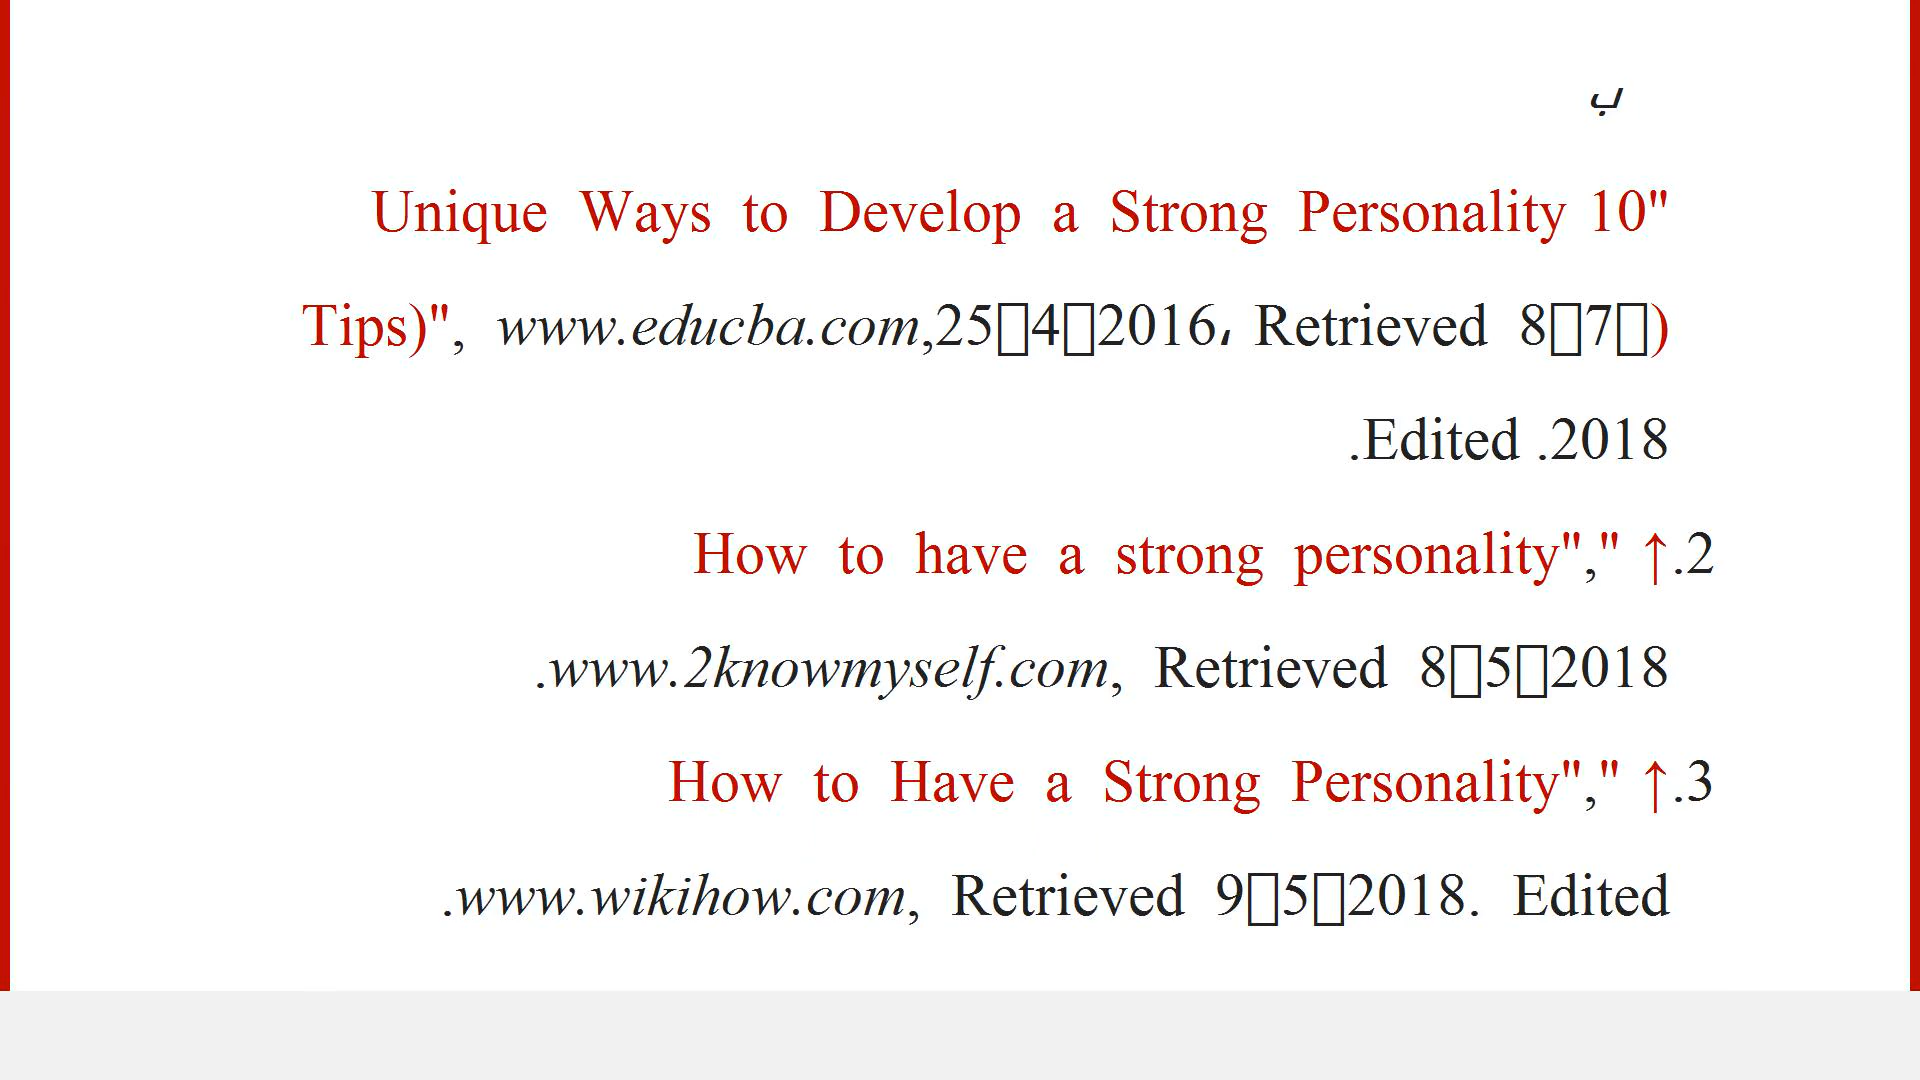 ب
Unique Ways to Develop a Strong Personality 10"
Tips)", www.educba.com,25▯4▯2016، Retrieved 8▯7▯)
.Edited .2018
How to have a strong personality"," ↑.2
.www.2knowmyself.com, Retrieved 8▯5▯2018
How to Have a Strong Personality"," ↑.3
.www.wikihow.com, Retrieved 9▯5▯2018. Edited